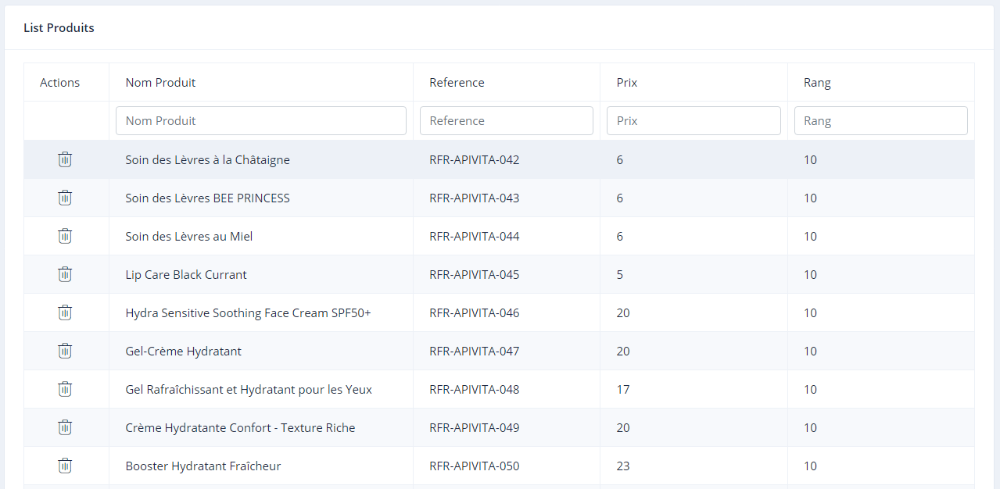 List Produits
Actions Nom Produit Reference Prix Rang
Nom Produit Reference Prix Rang
Soin des Lèvres à la Châtaigne RFR-APIVITA-042 6 10
Soin des Lèvres BEE PRINCESS RFR-APIVITA-043 6 10
Soin des Lèvres au Miel RFR-APIVITA-044 6 10
Lip Care Black Currant RFR-APIVITA-045 5 10
Hydra Sensitive Soothing Face Cream SPF50+ RFR-APIVITA-046 20 10
Gel-Crème Hydratant RFR-APIVITA-047 20 10
Gel Rafraîchissant et Hydratant pour les Yeux RFR-APIVITA-048 17 10
Crème Hydratante Confort - Texture Riche RFR-APIVITA-049 20 10
Booster Hydratant Fraîcheur RFR-APIVITA-050 23 10